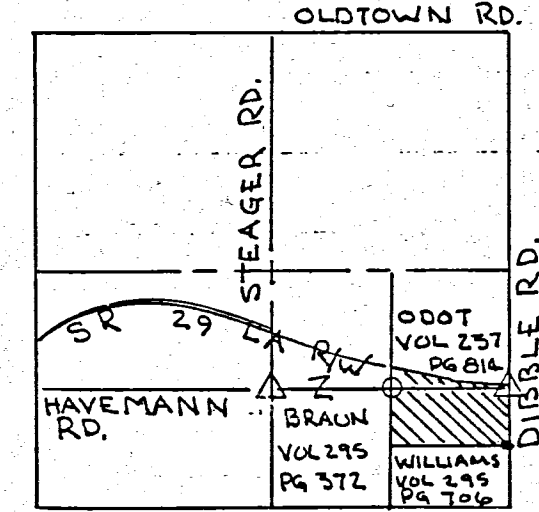 OLDTOWN RD.
STEAGER RD.
DIBBLE RD.
SR 29 LA R/W
ODOT
VOL 237
PG 814
HAVEMANN
RD.
BRAUN
VOL 295
PG 372
WILLIAMS
VOL 295
PG 706